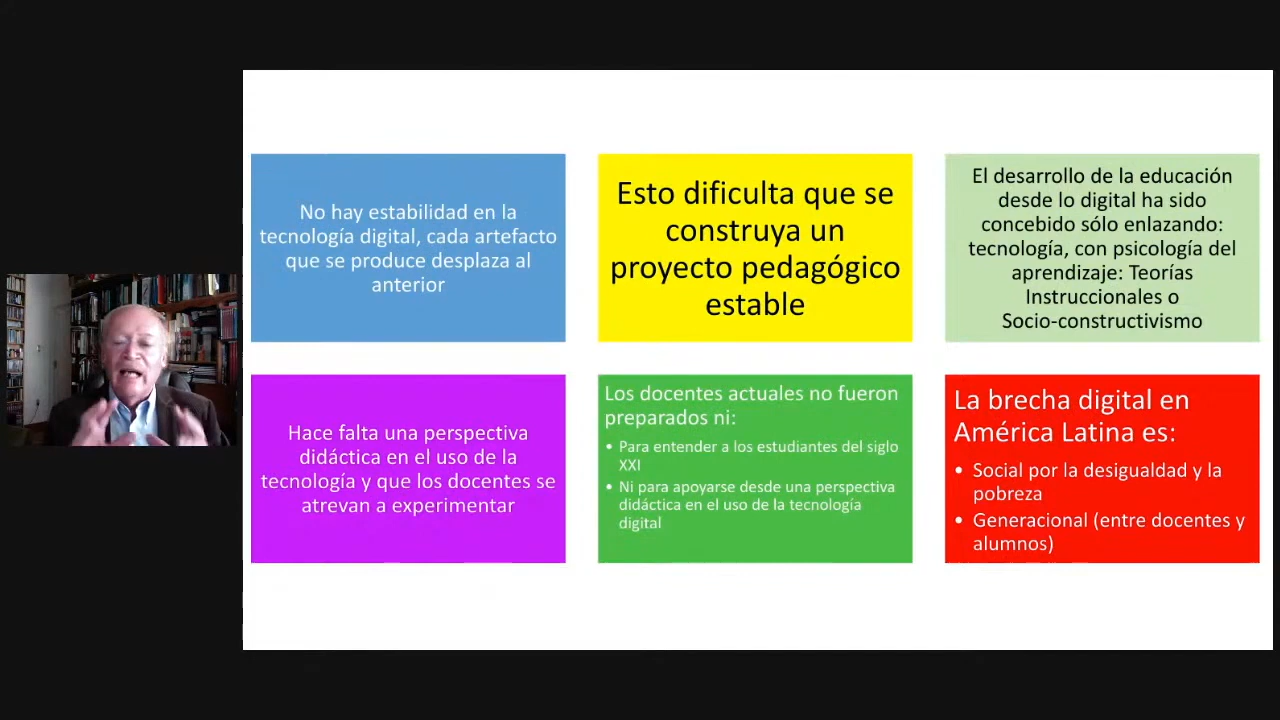 No hay estabilidad en la
tecnología digital, cada artefacto
que se produce desplaza al
anterior
Esto dificulta que se
construya un
proyecto pedagógico
estable
El desarrollo de la educación
desde lo digital ha sido
concebido sólo enlazando:
tecnología, con psicología del
aprendizaje: Teorías
Instruccionales o
Socio-constructivismo
Hace falta una perspectiva
didáctica en el uso de la
tecnología y que los docentes se
atrevan a experimentar
Los docentes actuales no fueron
preparados ni:
• Para entender a los estudiantes del siglo
XXI
• Ni para apoyarse desde una perspectiva
didáctica en el uso de la tecnología
digital
La brecha digital en
América Latina es:
• Social por la desigualdad y la
pobreza
• Generacional (entre docentes y
alumnos)